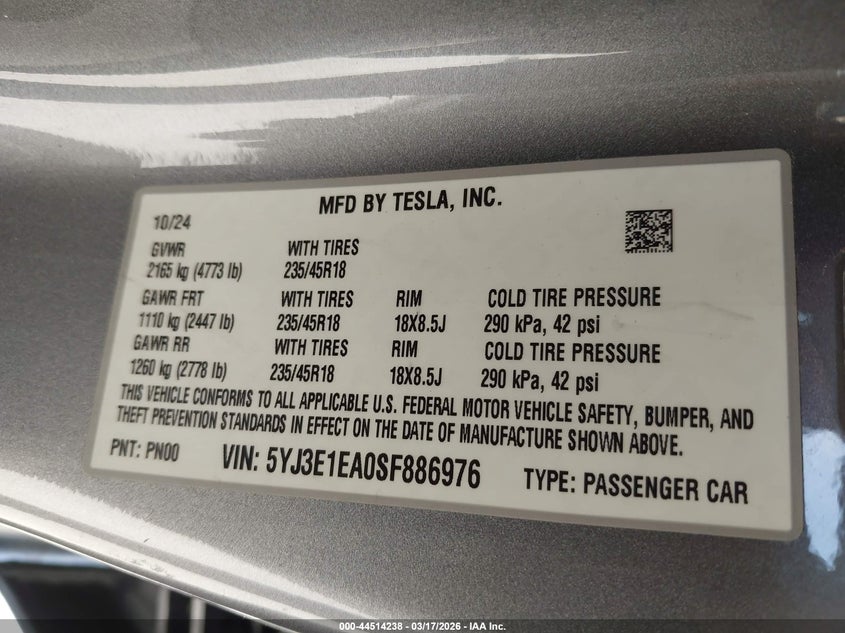 MFD BY TESLA, INC.
10/24
GVWR WITH TIRES
2165 kg (4773 lb) 235/45R18
GAWR FRT WITH TIRES RIM COLD TIRE PRESSURE
1110 kg (2447 lb) 235/45R18 18X8.5J 290 kPa, 42 psi
GAWR RR WITH TIRES RIM COLD TIRE PRESSURE
1260 kg (2778 lb) 235/45R18 18X8.5J 290 kPa, 42 psi
THIS VEHICLE CONFORMS TO ALL APPLICABLE U.S. FEDERAL MOTOR VEHICLE SAFETY, BUMPER, AND
THEFT PREVENTION STANDARDS IN EFFECT ON THE DATE OF MANUFACTURE SHOWN ABOVE.
PNT: PN00 VIN: 5YJ3E1EA0SF886976 TYPE: PASSENGER CAR
000-44514238 - 03/17/2026 - IAA Inc.